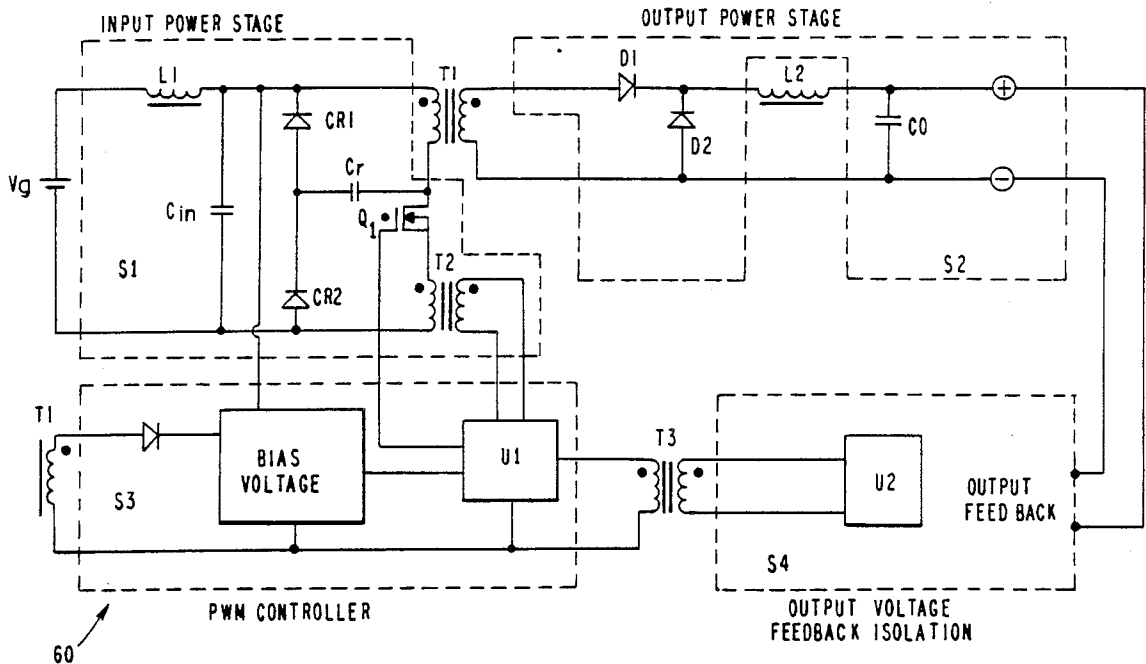 INPUT POWER STAGE
OUTPUT POWER STAGE
L1
T1
D1
L2
CR1
D2
CO
+
−
Vg
Cr
Cin
Q1
S1
T2
S2
CR2
T1
T3
BIAS
VOLTAGE
U1
U2
OUTPUT
FEED BACK
S3
S4
PWM CONTROLLER
OUTPUT VOLTAGE
FEEDBACK ISOLATION
60